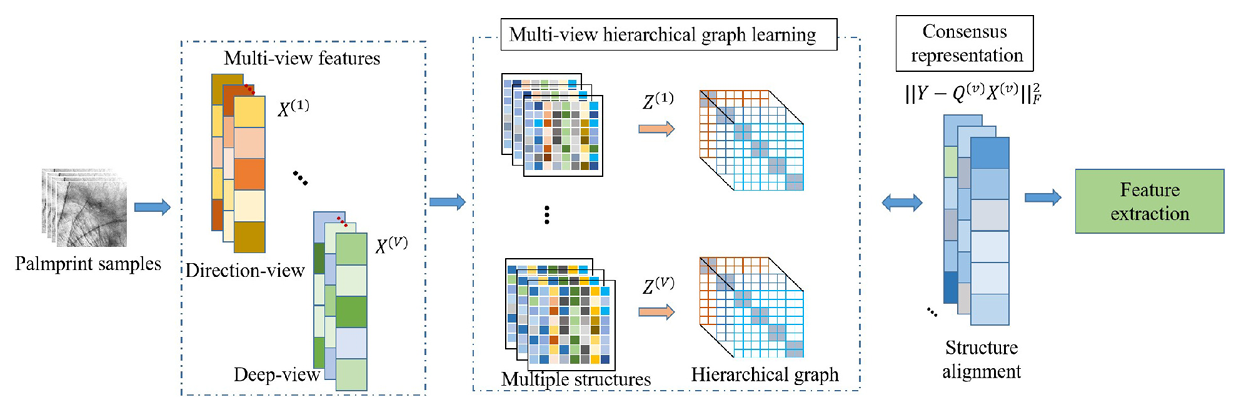 Palmprint samples
Multi-view features
X^(1)
X^(V)
Direction-view
Deep-view
Multi-view hierarchical graph learning
Z^(1)
Z^(V)
Multiple structures
Hierarchical graph
Consensus
representation
||Y − Q^(v)X^(v)||_F^2
Structure
alignment
Feature
extraction